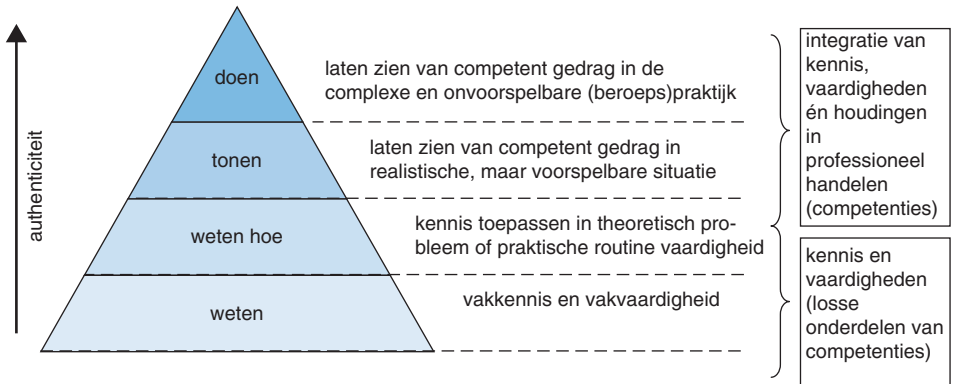 authenticiteit
doen
laten zien van competent gedrag in de
complexe en onvoorspelbare (beroeps)praktijk
tonen
laten zien van competent gedrag in
realistische, maar voorspelbare situatie
weten hoe
kennis toepassen in theoretisch pro-
bleem of praktische routine vaardigheid
weten
vakkennis en vakvaardigheid
integratie van
kennis,
vaardigheden
én houdingen
in
professioneel
handelen
(competenties)
kennis en
vaardigheden
(losse
onderdelen van
competenties)